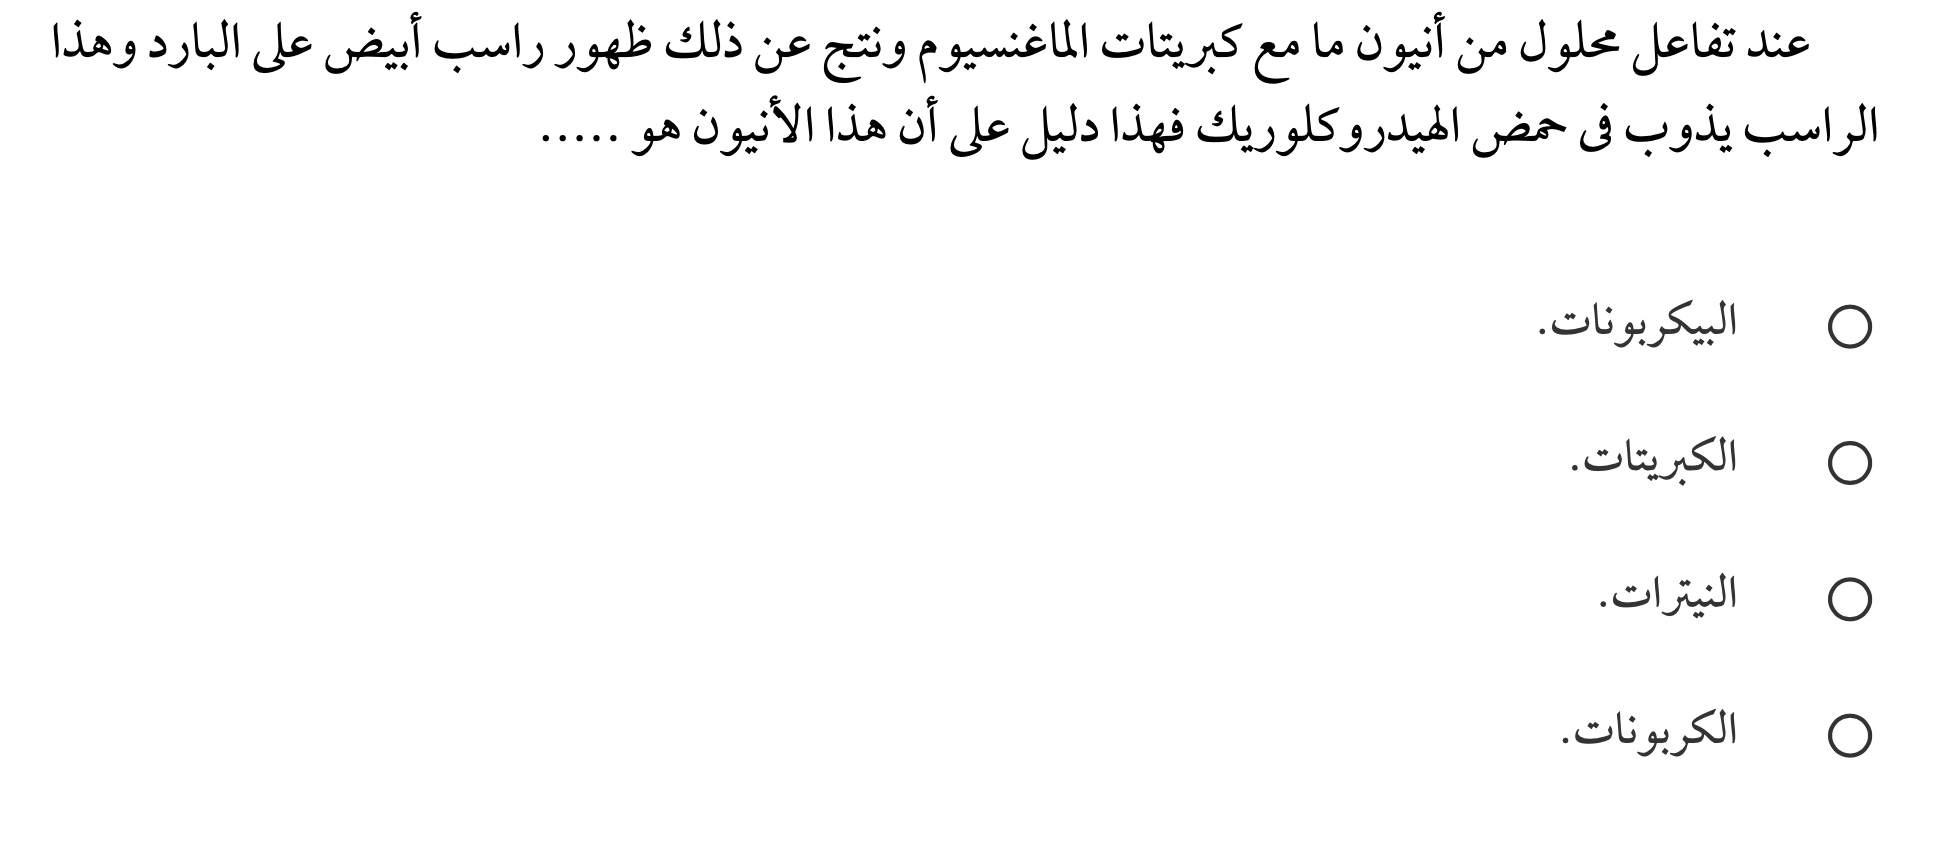 عند تفاعل محلول من أنيون ما مع كبريتات الماغنسيوم ونتج عن ذلك ظهور راسب أبيض على البارد وهذا
الراسب يذوب فى حمض الهيدروكلوريك فهذا دليل على أن هذا الأنيون هو .....
البيكربونات.
الكبريتات.
النيترات.
الكربونات.